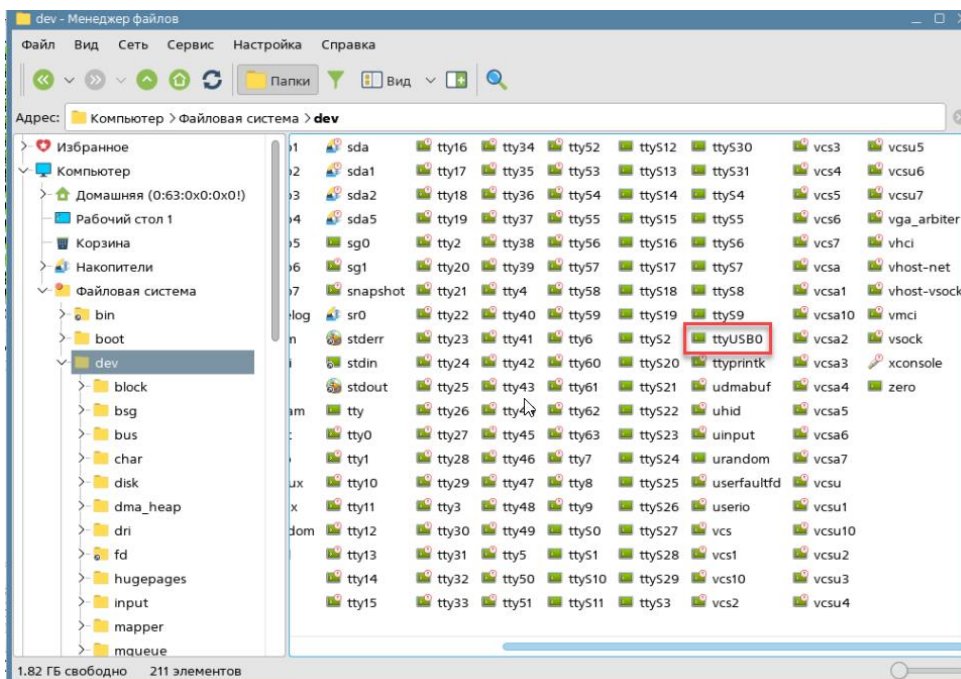 dev - Менеджер файлов
Файл Вид Сеть Сервис Настройка Справка
Папки Вид
Адрес: Компьютер > Файловая система > dev
Избранное
Компьютер
Домашняя (0:63:0x0:0x0!)
Рабочий стол 1
Корзина
Накопители
Файловая система
bin
boot
dev
block
bsg
bus
char
disk
dma_heap
dri
fd
hugepages
input
mapper
mqueue
sda tty16 tty34 tty52 ttyS12 ttyS30 vcs3 vcsu5
sda1 tty17 tty35 tty53 ttyS13 ttyS31 vcs4 vcsu6
sda2 tty18 tty36 tty54 ttyS14 ttyS4 vcs5 vcsu7
sda5 tty19 tty37 tty55 ttyS15 ttyS5 vcs6 vga_arbiter
sg0 tty2 tty38 tty56 ttyS16 ttyS6 vcs7 vhci
sg1 tty20 tty39 tty57 ttyS17 ttyS7 vcsa vhost-net
snapshot tty21 tty4 tty58 ttyS18 ttyS8 vcsa1 vhost-vsock
sr0 tty22 tty40 tty59 ttyS19 ttyS9 vcsa10 vmci
stderr tty23 tty41 tty6 ttyS2 ttyUSB0 vcsa2 vsock
stdin tty24 tty42 tty60 ttyS20 ttyprintk vcsa3 xconsole
stdout tty25 tty43 tty61 ttyS21 udmabuf vcsa4 zero
tty tty26 tty62 ttyS22 uhid vcsa5
tty0 tty27 tty45 tty63 ttyS23 uinput vcsa6
tty1 tty28 tty46 tty7 ttyS24 urandom vcsa7
tty10 tty29 tty47 tty8 ttyS25 userfaultfd vcsu
tty11 tty3 tty48 tty9 ttyS26 userio vcsu1
tty12 tty30 tty49 ttyS0 ttyS27 vcs vcsu10
tty13 tty31 tty5 ttyS1 ttyS28 vcs1 vcsu2
tty14 tty32 tty50 ttyS10 ttyS29 vcs10 vcsu3
tty15 tty33 tty51 ttyS11 ttyS3 vcs2 vcsu4
1.82 ГБ свободно 211 элементов